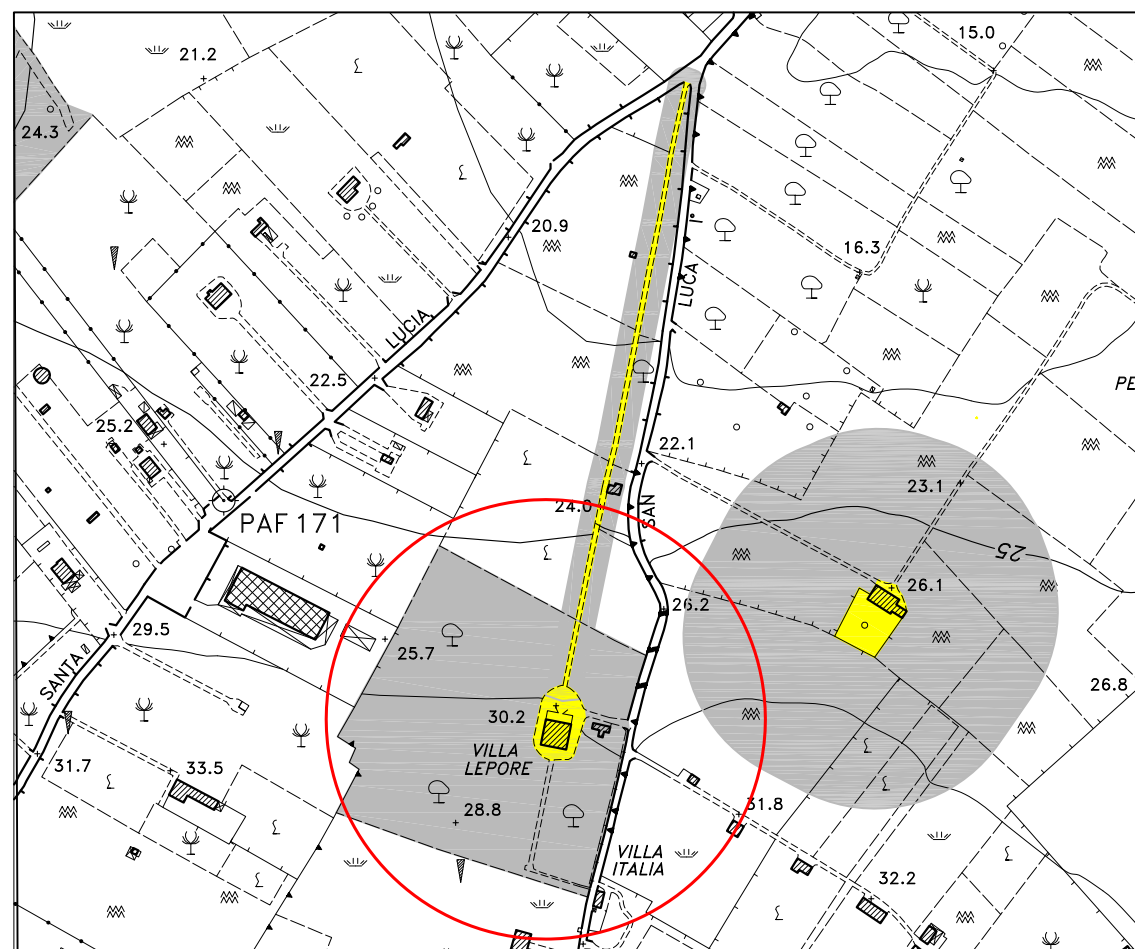 21.2
15.0
24.3
20.9
16.3
LUCA
LUCIA
22.5
PE
25.2
22.1
23.1
24.0
SAN
PAF 171
25
26.1
26.2
29.5
25.7
SANTA
26.8
30.2
VILLA
LEPORE
31.7
33.5
28.8
31.8
VILLA
ITALIA
32.2